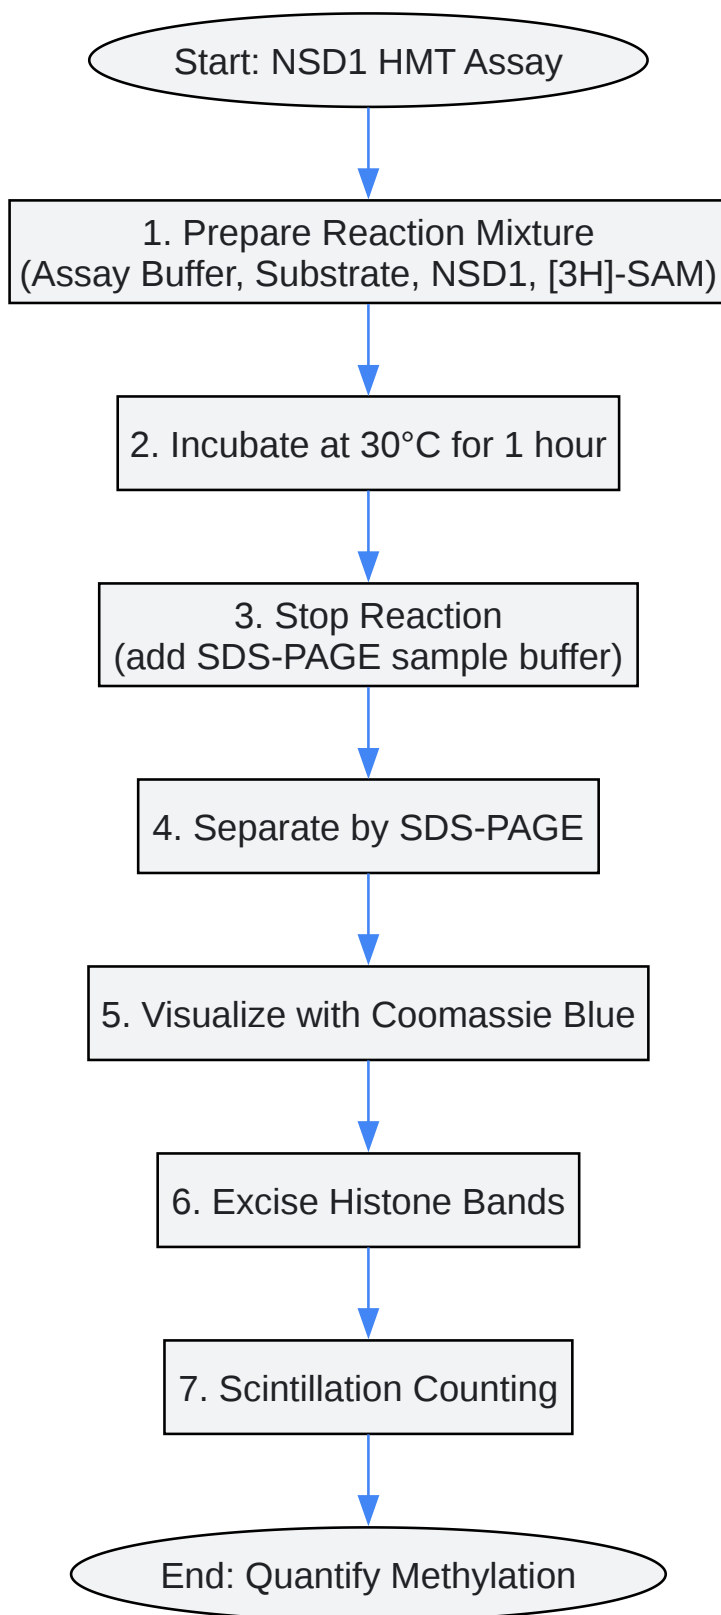 Start: NSD1 HMT Assay
1. Prepare Reaction Mixture
(Assay Buffer, Substrate, NSD1, [3H]-SAM)
2. Incubate at 30°C for 1 hour
3. Stop Reaction
(add SDS-PAGE sample buffer)
4. Separate by SDS-PAGE
5. Visualize with Coomassie Blue
6. Excise Histone Bands
7. Scintillation Counting
End: Quantify Methylation